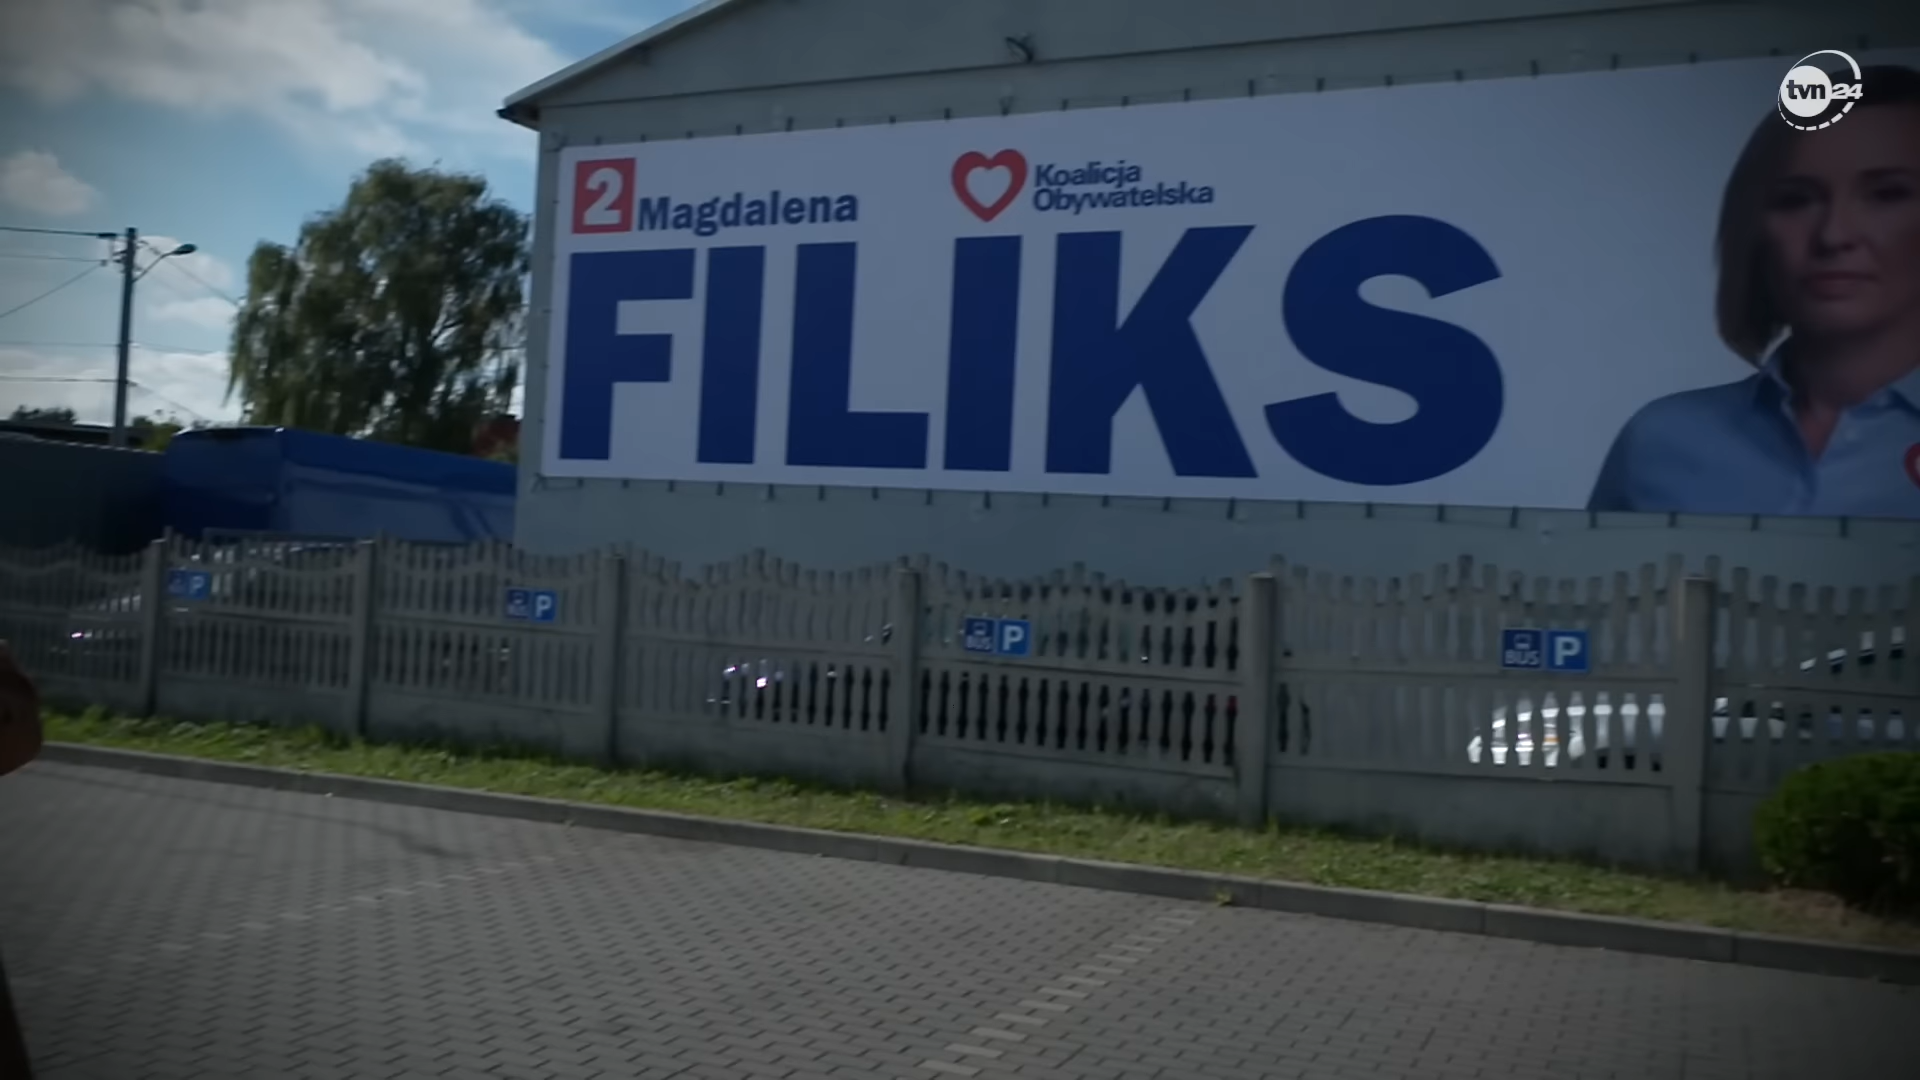 tvn24
2 Magdalena
Koalicja
Obywatelska
FILIKS
P
BUS P
BUS P
BUS P